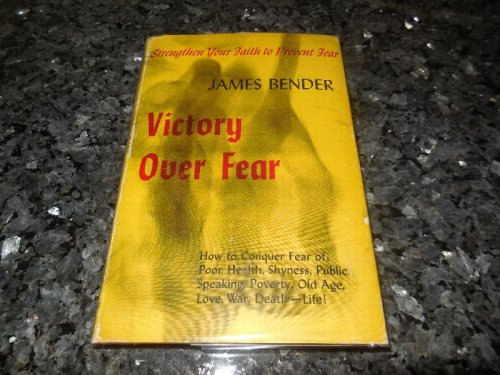 Strengthen Your Faith to Prevent Fear
JAMES BENDER
Victory
Over Fear
How to Conquer Fear of:
Poor Health, Shyness, Public
Speaking, Poverty, Old Age,
Love, War, Death—Life!